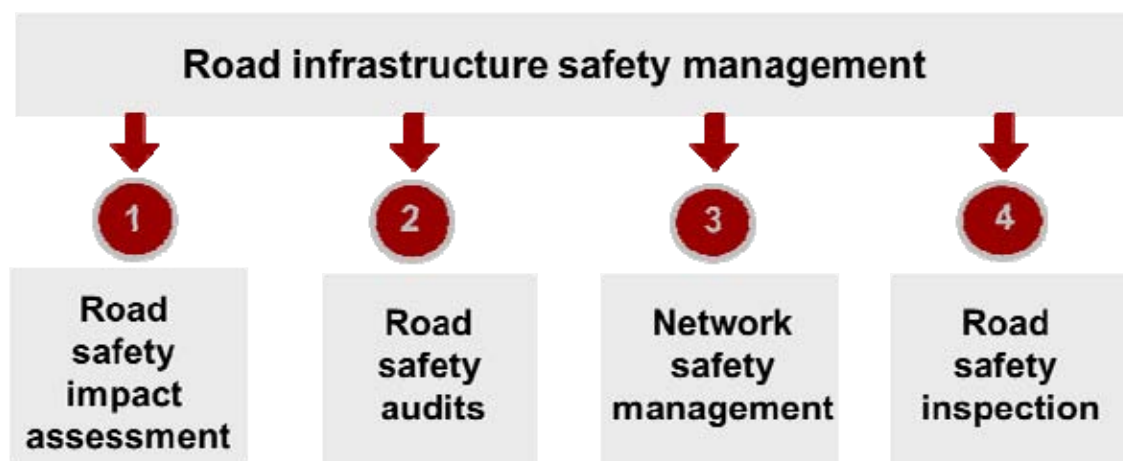 Road infrastructure safety management
1
2
3
4
Road
safety
impact
assessment
Road
safety
audits
Network
safety
management
Road
safety
inspection